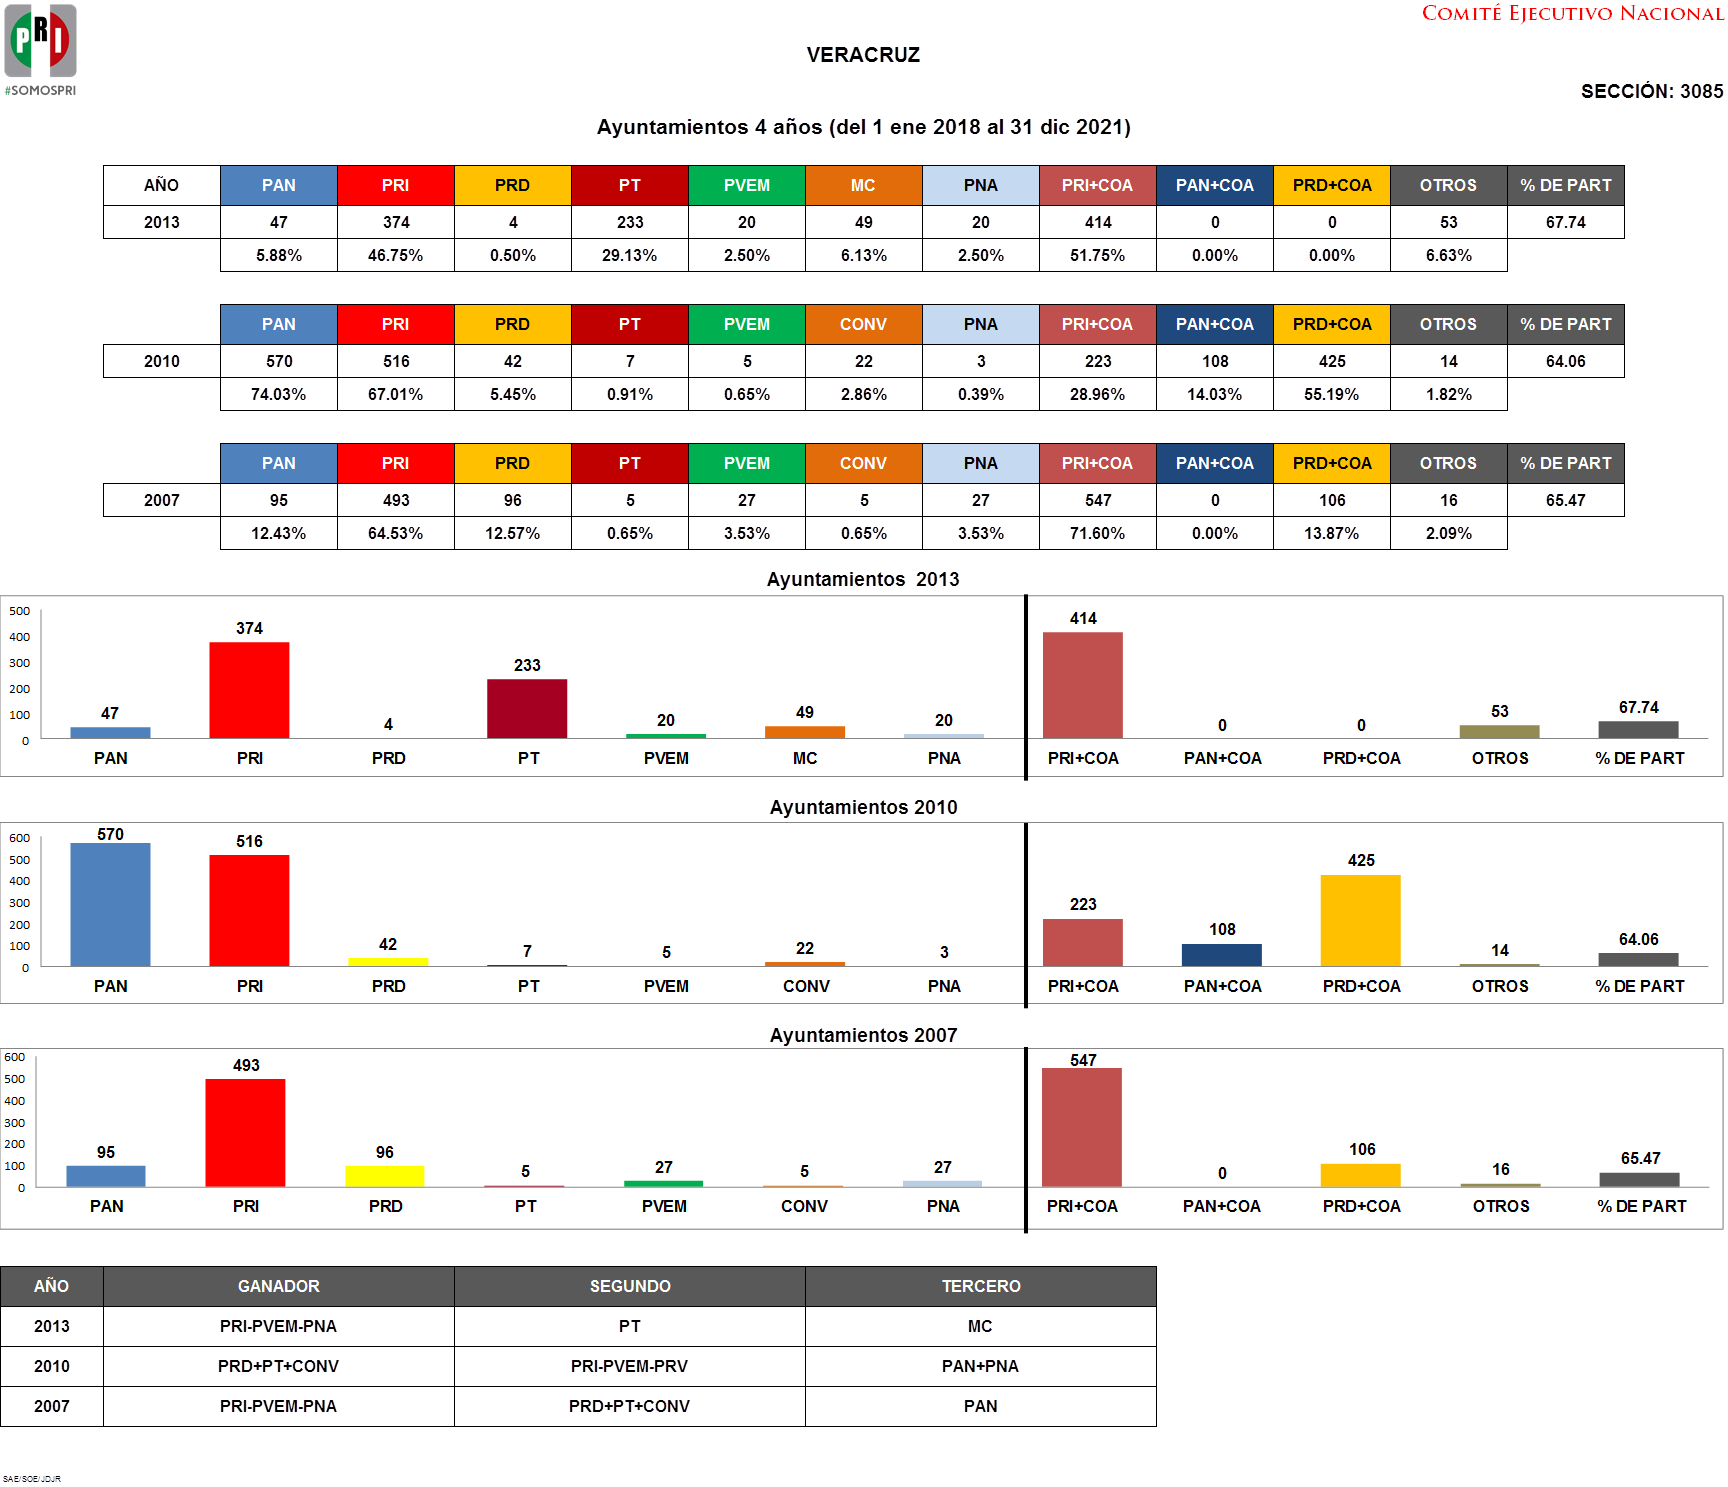 PRI
#SOMOSPRI
COMITÉ EJECUTIVO NACIONAL
VERACRUZ
SECCIÓN: 3085
Ayuntamientos 4 años (del 1 ene 2018 al 31 dic 2021)
AÑO PAN PRI PRD PT PVEM MC PNA PRI+COA PAN+COA PRD+COA OTROS % DE PART
2013 47 374 4 233 20 49 20 414 0 0 53 67.74
5.88% 46.75% 0.50% 29.13% 2.50% 6.13% 2.50% 51.75% 0.00% 0.00% 6.63%
PAN PRI PRD PT PVEM CONV PNA PRI+COA PAN+COA PRD+COA OTROS % DE PART
2010 570 516 42 7 5 22 3 223 108 425 14 64.06
74.03% 67.01% 5.45% 0.91% 0.65% 2.86% 0.39% 28.96% 14.03% 55.19% 1.82%
PAN PRI PRD PT PVEM CONV PNA PRI+COA PAN+COA PRD+COA OTROS % DE PART
2007 95 493 96 5 27 5 27 547 0 106 16 65.47
12.43% 64.53% 12.57% 0.65% 3.53% 0.65% 3.53% 71.60% 0.00% 13.87% 2.09%
Ayuntamientos 2013
500
400
300
200
100
0
47 374 4 233 20 49 20 414 0 0 53 67.74
PAN PRI PRD PT PVEM MC PNA PRI+COA PAN+COA PRD+COA OTROS % DE PART
Ayuntamientos 2010
600
500
400
300
200
100
0
570 516 42 7 5 22 3 223 108 425 14 64.06
PAN PRI PRD PT PVEM CONV PNA PRI+COA PAN+COA PRD+COA OTROS % DE PART
Ayuntamientos 2007
600
500
400
300
200
100
0
95 493 96 5 27 5 27 547 0 106 16 65.47
PAN PRI PRD PT PVEM CONV PNA PRI+COA PAN+COA PRD+COA OTROS % DE PART
AÑO GANADOR SEGUNDO TERCERO
2013 PRI-PVEM-PNA PT MC
2010 PRD+PT+CONV PRI-PVEM-PRV PAN+PNA
2007 PRI-PVEM-PNA PRD+PT+CONV PAN
SAE/SOE/JDJR